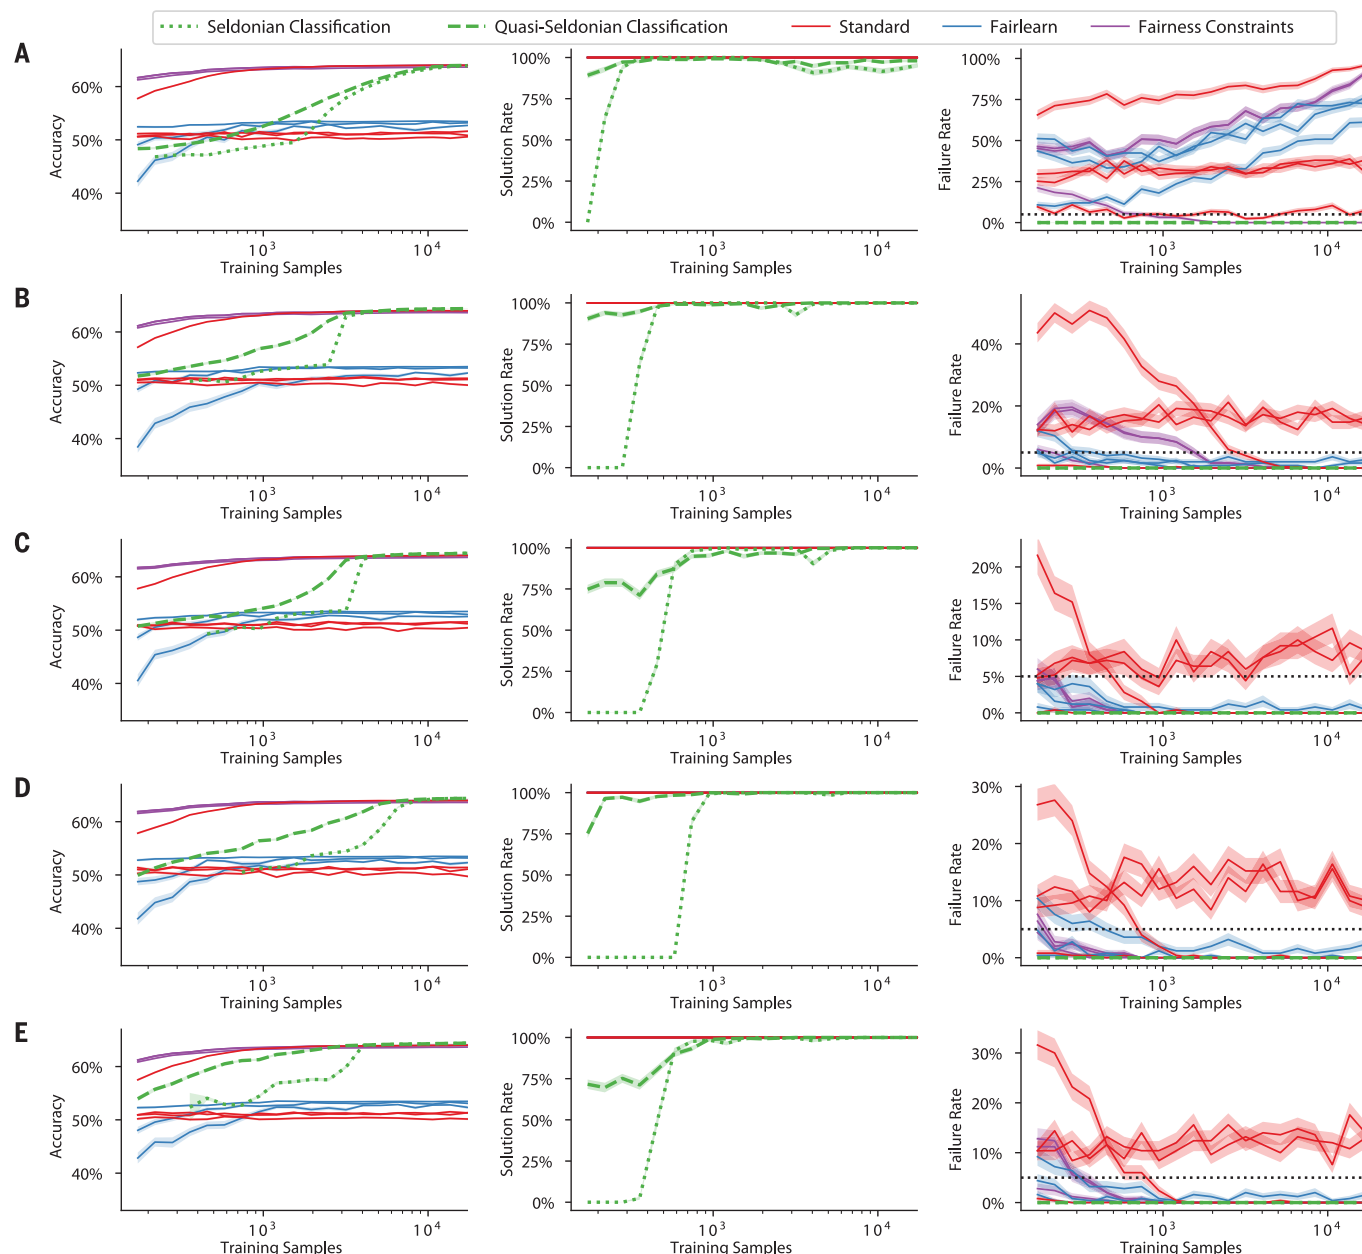 Seldonian Classification Quasi-Seldonian Classification Standard Fairlearn Fairness Constraints
A
60%
50%
40%
Accuracy
10³ 10⁴
Training Samples
100%
75%
50%
25%
0%
Solution Rate
10³ 10⁴
Training Samples
100%
75%
50%
25%
0%
Failure Rate
10³ 10⁴
Training Samples
B
60%
50%
40%
Accuracy
10³ 10⁴
Training Samples
100%
75%
50%
25%
0%
Solution Rate
10³ 10⁴
Training Samples
40%
20%
0%
Failure Rate
10³ 10⁴
Training Samples
C
60%
50%
40%
Accuracy
10³ 10⁴
Training Samples
100%
75%
50%
25%
0%
Solution Rate
10³ 10⁴
Training Samples
20%
15%
10%
5%
0%
Failure Rate
10³ 10⁴
Training Samples
D
60%
50%
40%
Accuracy
10³ 10⁴
Training Samples
100%
75%
50%
25%
0%
Solution Rate
10³ 10⁴
Training Samples
30%
20%
10%
0%
Failure Rate
10³ 10⁴
Training Samples
E
60%
50%
40%
Accuracy
10³ 10⁴
Training Samples
100%
75%
50%
25%
0%
Solution Rate
10³ 10⁴
Training Samples
30%
20%
10%
0%
Failure Rate
10³ 10⁴
Training Samples